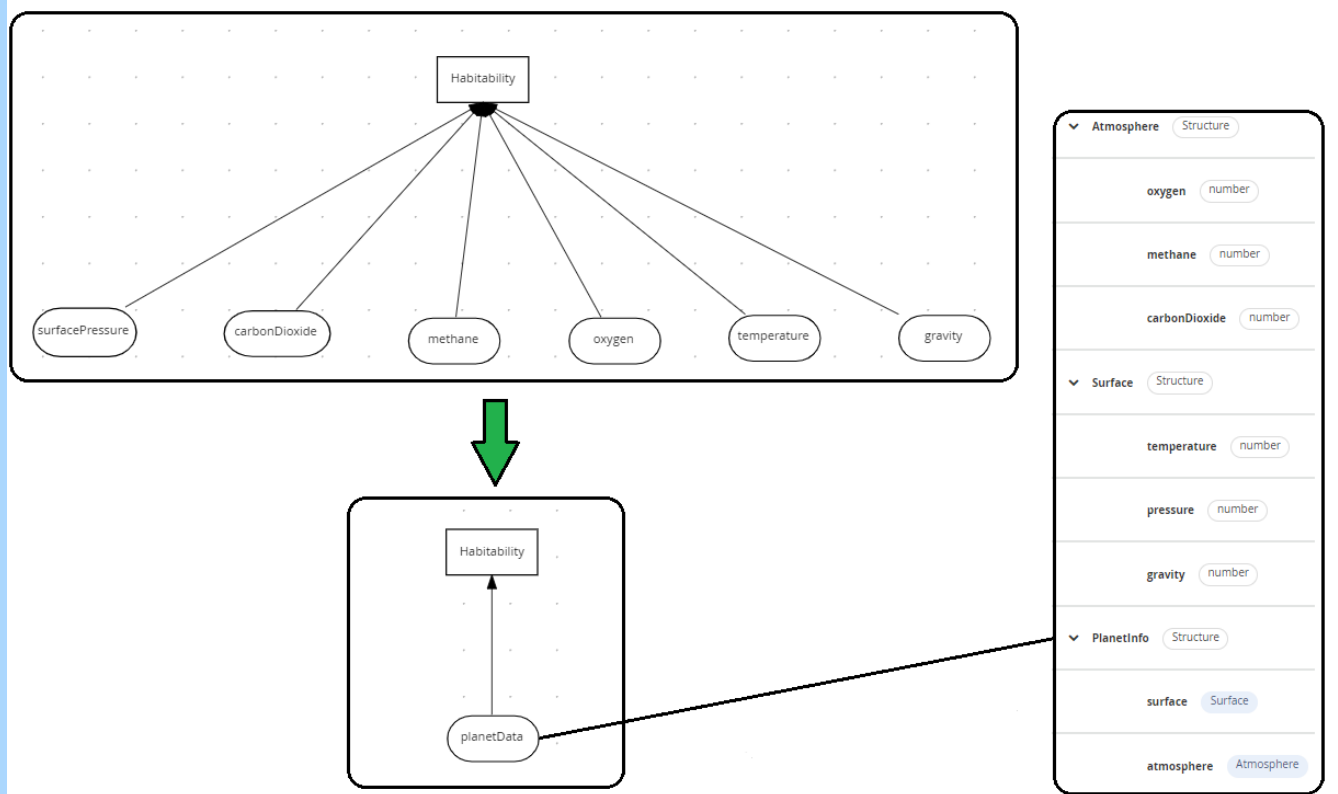 Habitability
surfacePressure
carbonDioxide
methane
oxygen
temperature
gravity
Habitability
planetData
Atmosphere Structure
oxygen number
methane number
carbonDioxide number
Surface Structure
temperature number
pressure number
gravity number
PlanetInfo Structure
surface Surface
atmosphere Atmosphere